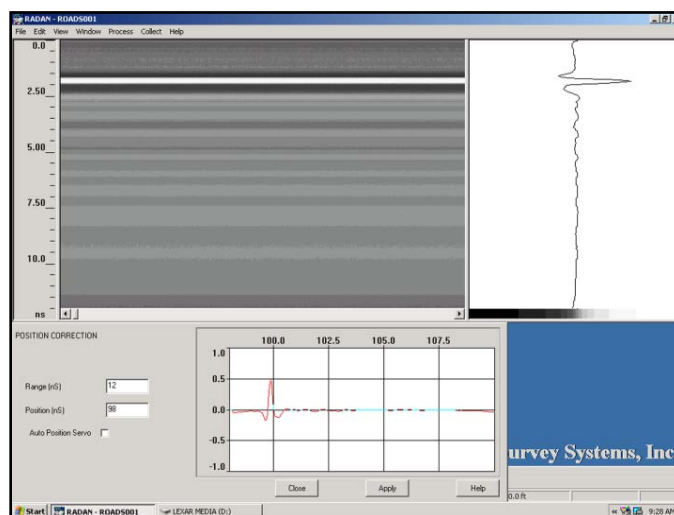 RADAN - ROADS001
File Edit View Window Process Collect Help
0.0
2.50
5.00
7.50
10.0
ns
POSITION CORRECTION
Range (nS) 12
Position (nS) 98
Auto Position Servo
100.0 102.5 105.0 107.5
1.0
0.5
0.0
-0.5
-1.0
Close Apply Help
urvey Systems, Inc
0.0 ft
Start RADAN - ROADS001 LEXAR MEDIA (D:) « 9:28 AM